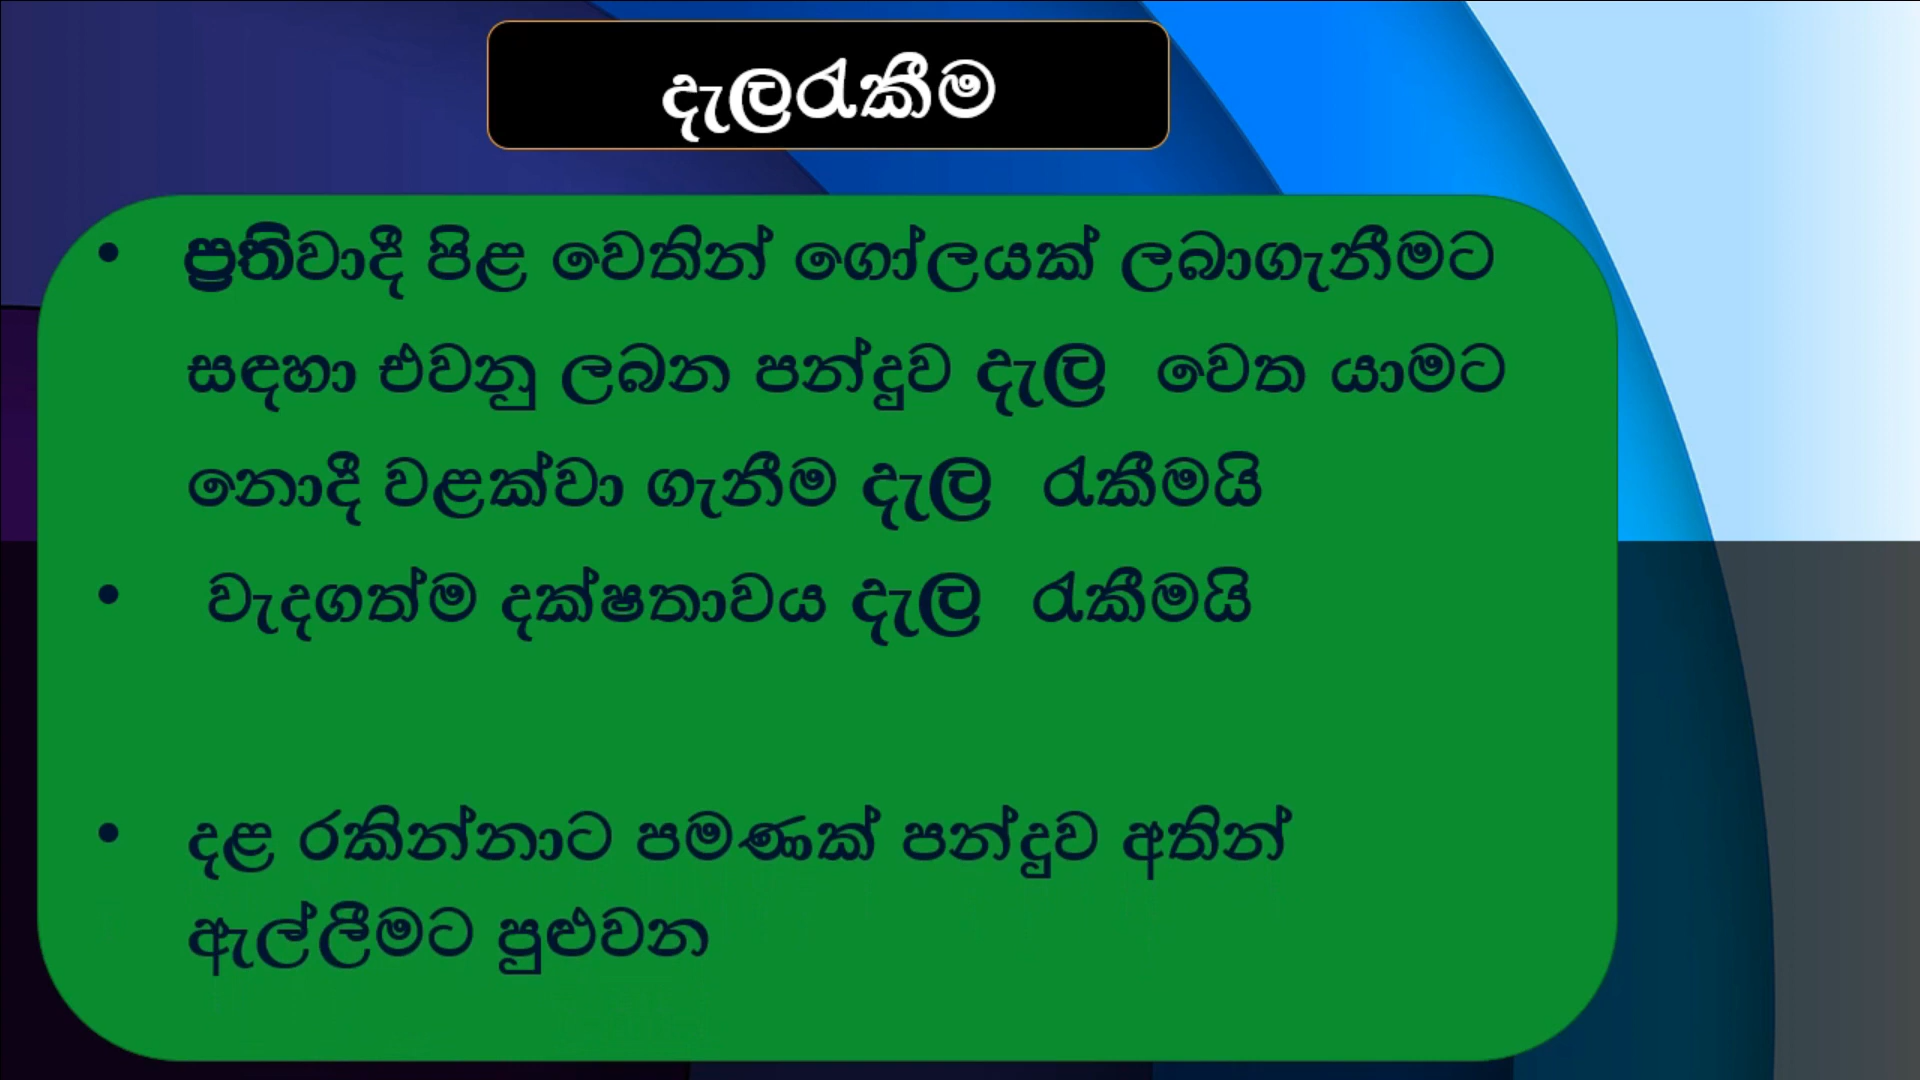 දැලරැකීම
• ප්‍රතිවාදී පිළ වෙතින් ගෝලයක් ලබාගැනීමට
සඳහා එවනු ලබන පන්දුව දැල වෙත යාමට
නොදී වළක්වා ගැනීම දැල රැකීමයි
• වැදගත්ම දක්ෂතාවය දැල රැකීමයි
• දළ රකින්නාට පමණක් පන්දුව අතින්
ඇල්ලීමට පුළුවන